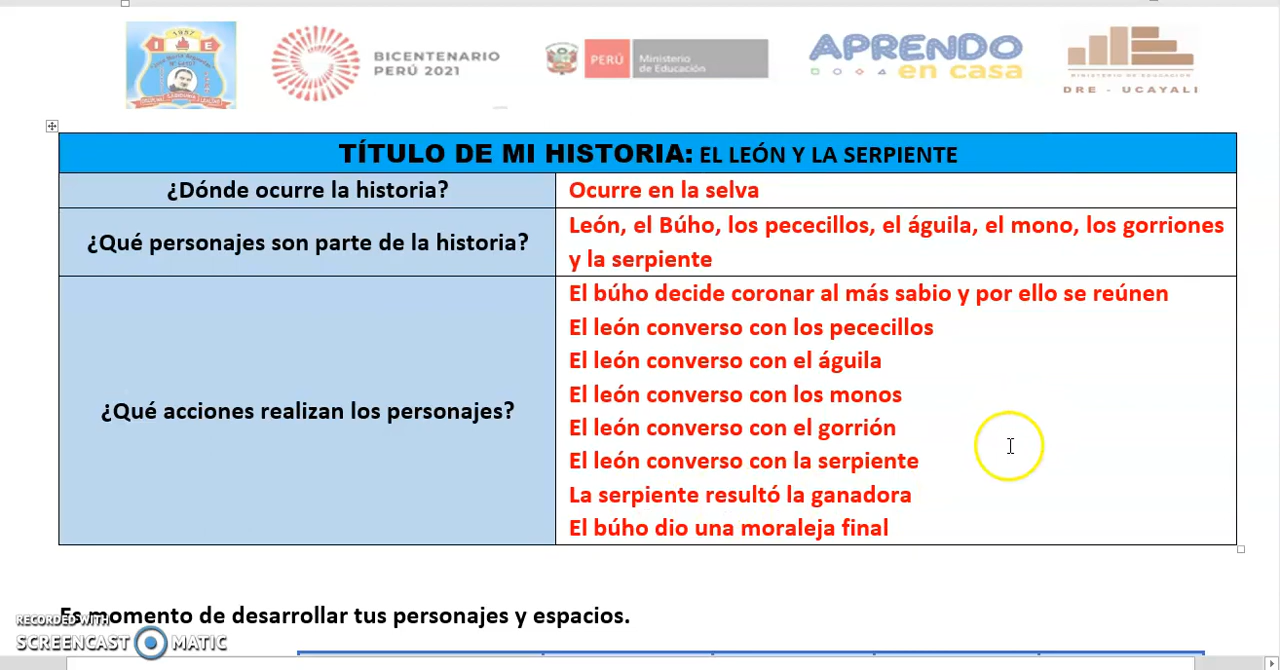 1957
I E
BICENTENARIO
PERÚ 2021
PERÚ
Ministerio
de Educación
APRENDO
en casa
MINISTERIO DE EDUCACIÓN
DRE - UCAYALI
TÍTULO DE MI HISTORIA: EL LEÓN Y LA SERPIENTE
¿Dónde ocurre la historia?
Ocurre en la selva
¿Qué personajes son parte de la historia?
León, el Búho, los pececillos, el águila, el mono, los gorriones
y la serpiente
¿Qué acciones realizan los personajes?
El búho decide coronar al más sabio y por ello se reúnen
El león converso con los pececillos
El león converso con el águila
El león converso con los monos
El león converso con el gorrión
El león converso con la serpiente
La serpiente resultó la ganadora
El búho dio una moraleja final
Es momento de desarrollar tus personajes y espacios.
RECORDED WITH
SCREENCAST MATIC